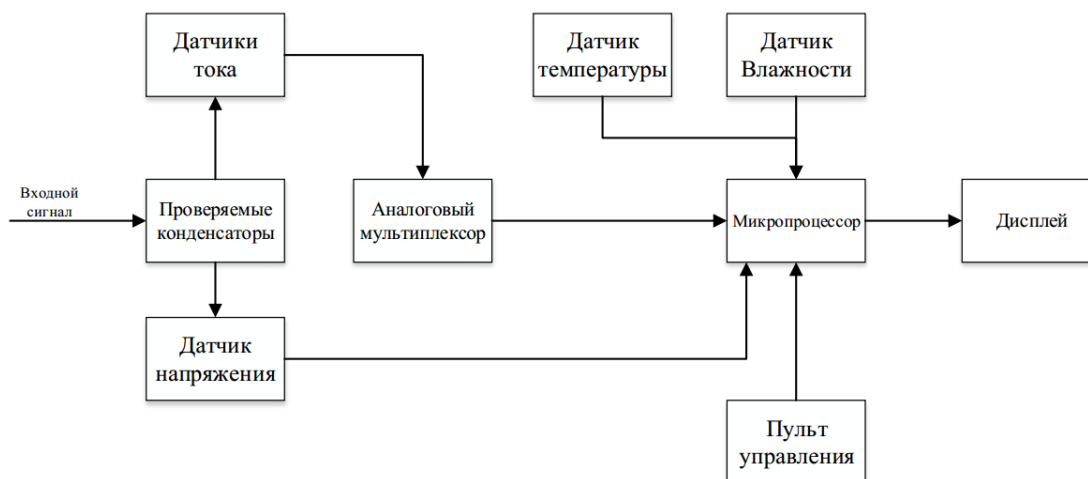 Датчики
тока
Датчик
температуры
Датчик
Влажности
Входной
сигнал
Проверяемые
конденсаторы
Аналоговый
мультиплексор
Микропроцессор
Дисплей
Датчик
напряжения
Пульт
управления